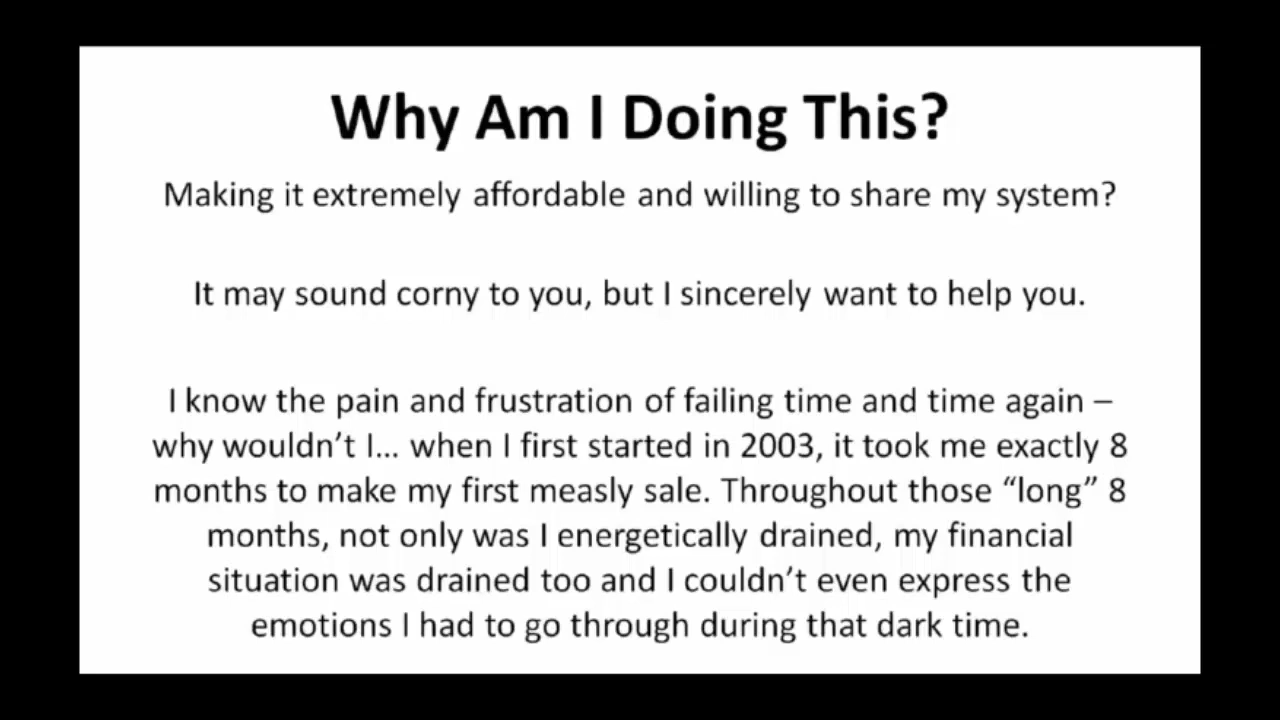 Why Am I Doing This?
Making it extremely affordable and willing to share my system?
It may sound corny to you, but I sincerely want to help you.
I know the pain and frustration of failing time and time again –
why wouldn’t I... when I first started in 2003, it took me exactly 8
months to make my first measly sale. Throughout those “long” 8
months, not only was I energetically drained, my financial
situation was drained too and I couldn’t even express the
emotions I had to go through during that dark time.